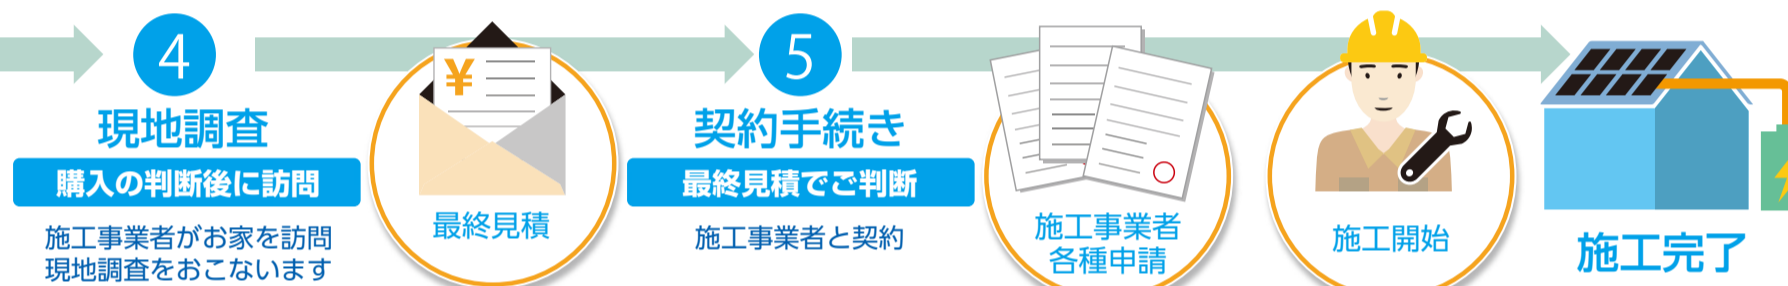 4
現地調査
購入の判断後に訪問
施工事業者がお家を訪問
現地調査をおこないます
¥
最終見積
5
契約手続き
最終見積でご判断
施工事業者と契約
施工事業者
各種申請
施工開始
施工完了